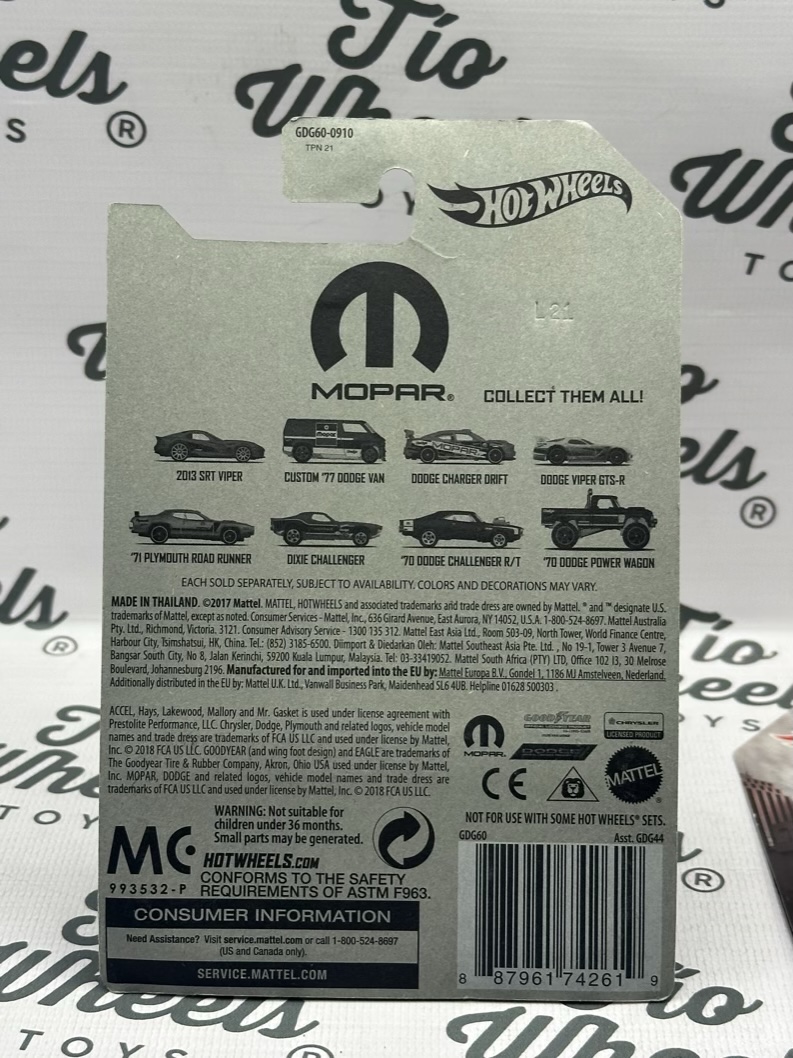 Tío
Wheels
TOYS
®
GDG60-0910
TPN 21
HOT WHEELS
L 21
MOPAR®
COLLECT THEM ALL!
2013 SRT VIPER
CUSTOM '77 DODGE VAN
DODGE CHARGER DRIFT
DODGE VIPER GTS-R
'71 PLYMOUTH ROAD RUNNER
DIXIE CHALLENGER
'70 DODGE CHALLENGER R/T
'70 DODGE POWER WAGON
EACH SOLD SEPARATELY, SUBJECT TO AVAILABILITY. COLORS AND DECORATIONS MAY VARY.
MADE IN THAILAND. ©2017 Mattel. MATTEL, HOTWHEELS and associated trademarks and trade dress are owned by Mattel. ® and ™ designate U.S.
trademarks of Mattel, except as noted. Consumer Services - Mattel, Inc., 636 Girard Avenue, East Aurora, NY 14052, U.S.A. 1-800-524-8697. Mattel Australia
Pty. Ltd., Richmond, Victoria. 3121. Consumer Advisory Service - 1300 135 312. Mattel East Asia Ltd., Room 503-09, North Tower, World Finance Centre,
Harbour City, Tsimshatsui, HK, China. Tel.: (852) 3185-6500. Diimport & Diedarkan Oleh: Mattel Southeast Asia Pte. Ltd. , No 19-1, Tower 3 Avenue 7,
Bangsar South City, No 8, Jalan Kerinchi, 59200 Kuala Lumpur, Malaysia. Tel: 03-33419052. Mattel South Africa (PTY) LTD, Office 102 I3, 30 Melrose
Boulevard, Johannesburg 2196. Manufactured for and imported into the EU by: Mattel Europa B.V., Gondel 1, 1186 MJ Amstelveen, Nederland.
Additionally distributed in the EU by: Mattel U.K. Ltd., Vanwall Business Park, Maidenhead SL6 4UB. Helpline 01628 500303 .
ACCEL, Hays, Lakewood, Mallory and Mr. Gasket is used under license agreement with
Prestolite Performance, LLC. Chrysler, Dodge, Plymouth and related logos, vehicle model
names and trade dress are trademarks of FCA US LLC and used under license by Mattel,
Inc. © 2018 FCA US LLC. GOODYEAR (and wing foot design) and EAGLE are trademarks of
The Goodyear Tire & Rubber Company, Akron, Ohio USA used under license by Mattel,
Inc. MOPAR, DODGE and related logos, vehicle model names and trade dress are
trademarks of FCA US LLC and used under license by Mattel, Inc. © 2018 FCA US LLC.
MOPAR.
GOODYEAR
CHRYSLER
LICENSED PRODUCT
DODGE
CE
MATTEL
WARNING: Not suitable for
children under 36 months.
Small parts may be generated.
NOT FOR USE WITH SOME HOT WHEELS® SETS.
MC
993532-P
HOTWHEELS.COM
CONFORMS TO THE SAFETY
REQUIREMENTS OF ASTM F963.
CONSUMER INFORMATION
Need Assistance? Visit service.mattel.com or call 1-800-524-8697
(US and Canada only).
SERVICE.MATTEL.COM
GDG60
Asst. GDG44
8 87961 74261 9